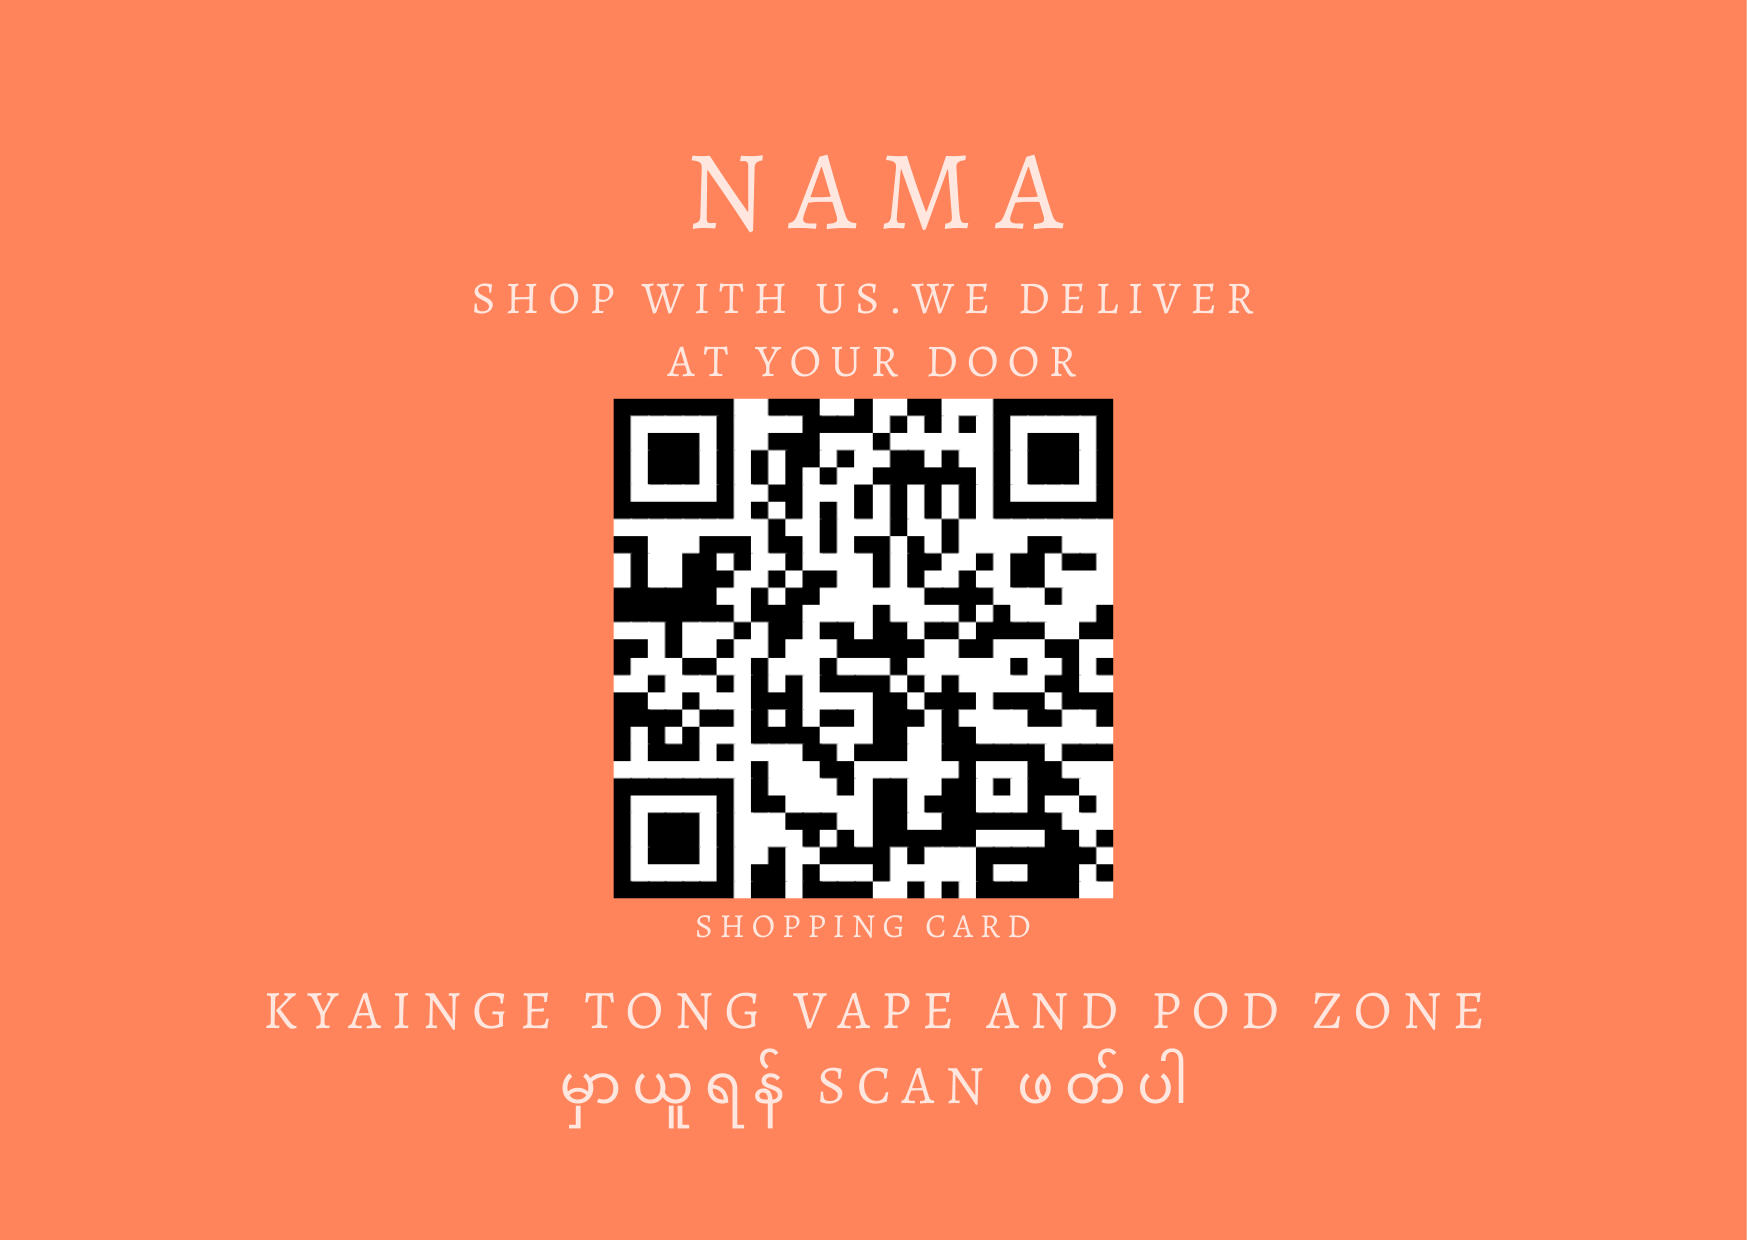 NAMA
SHOP WITH US.WE DELIVER
AT YOUR DOOR
SHOPPING CARD
KYAINGE TONG VAPE AND POD ZONE
မှာယူရန် SCAN ဖတ်ပါ